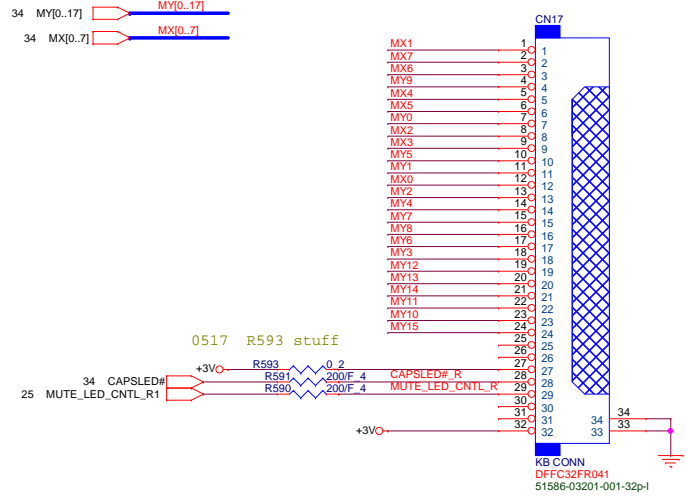 34 MY[0..17] MY[0..17]
34 MX[0..7] MX[0..7]
CN17
MX1 1 1
MX7 2 2
MX6 3 3
MY9 4 4
MX4 5 5
MX5 6 6
MY0 7 7
MX2 8 8
MX3 9 9
MY5 10 10
MY1 11 11
MX0 12 12
MY2 13 13
MY4 14 14
MY7 15 15
MY8 16 16
MY6 17 17
MY3 18 18
MY12 19 19
MY13 20 20
MY14 21 21
MY11 22 22
MY10 23 23
MY15 24 24
25 25
26 26
0517 R593 stuff
+3V R593 0_2 27 27
34 CAPSLED# R591 200/F_4 CAPSLED#_R 28 28
25 MUTE_LED_CNTL_R1 R590 200/F_4 MUTE_LED_CNTL_R' 29 29
30 30
31 31 34 34
+3V 32 32 33 33
KB CONN
DFFC32FR041
51586-03201-001-32p-l